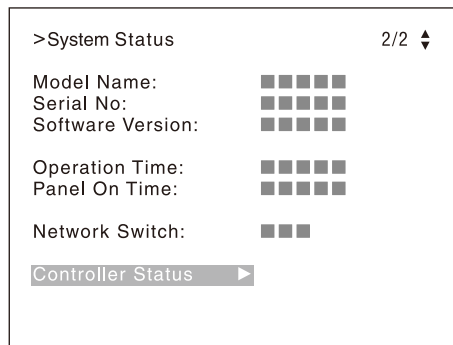 >System Status 2/2
Model Name: ■■■■■
Serial No: ■■■■■
Software Version: ■■■■■
Operation Time: ■■■■■
Panel On Time: ■■■■■
Network Switch: ■■■
Controller Status